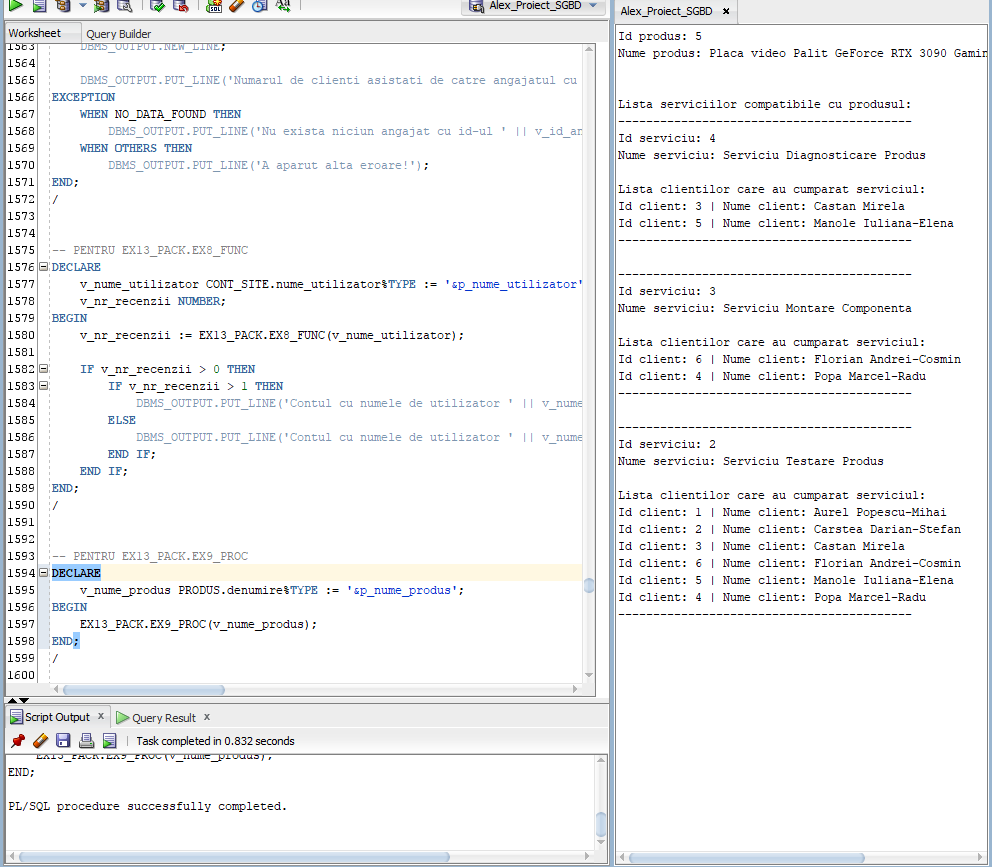 Alex_Proiect_SGBD
Worksheet
Query Builder
1563 DBMS_OUTPUT.NEW_LINE;
1564
1565 DBMS_OUTPUT.PUT_LINE('Numarul de clienti asistati de catre angajatul cu
1566 EXCEPTION
1567 WHEN NO_DATA_FOUND THEN
1568 DBMS_OUTPUT.PUT_LINE('Nu exista niciun angajat cu id-ul ' || v_id_an
1569 WHEN OTHERS THEN
1570 DBMS_OUTPUT.PUT_LINE('A aparut alta eroare!');
1571 END;
1572 /
1573
1574
1575 -- PENTRU EX13_PACK.EX8_FUNC
1576 DECLARE
1577 v_nume_utilizator CONT_SITE.nume_utilizator%TYPE := '&p_nume_utilizator'
1578 v_nr_recenzii NUMBER;
1579 BEGIN
1580 v_nr_recenzii := EX13_PACK.EX8_FUNC(v_nume_utilizator);
1581
1582 IF v_nr_recenzii > 0 THEN
1583 IF v_nr_recenzii > 1 THEN
1584 DBMS_OUTPUT.PUT_LINE('Contul cu numele de utilizator ' || v_nume
1585 ELSE
1586 DBMS_OUTPUT.PUT_LINE('Contul cu numele de utilizator ' || v_nume
1587 END IF;
1588 END IF;
1589 END;
1590 /
1591
1592
1593 -- PENTRU EX13_PACK.EX9_PROC
1594 DECLARE
1595 v_nume_produs PRODUS.denumire%TYPE := '&p_nume_produs';
1596 BEGIN
1597 EX13_PACK.EX9_PROC(v_nume_produs);
1598 END;
1599 /
1600
Script Output x
Query Result x
Task completed in 0.832 seconds
EX13_PACK.EX9_PROC(v_nume_produs);
END;
PL/SQL procedure successfully completed.
Alex_Proiect_SGBD x
Id produs: 5
Nume produs: Placa video Palit GeForce RTX 3090 Gamin
Lista serviciilor compatibile cu produsul:
------------------------------------------
Id serviciu: 4
Nume serviciu: Serviciu Diagnosticare Produs
Lista clientilor care au cumparat serviciul:
Id client: 3 | Nume client: Castan Mirela
Id client: 5 | Nume client: Manole Iuliana-Elena
------------------------------------------
------------------------------------------
Id serviciu: 3
Nume serviciu: Serviciu Montare Componenta
Lista clientilor care au cumparat serviciul:
Id client: 6 | Nume client: Florian Andrei-Cosmin
Id client: 4 | Nume client: Popa Marcel-Radu
------------------------------------------
------------------------------------------
Id serviciu: 2
Nume serviciu: Serviciu Testare Produs
Lista clientilor care au cumparat serviciul:
Id client: 1 | Nume client: Aurel Popescu-Mihai
Id client: 2 | Nume client: Carstea Darian-Stefan
Id client: 3 | Nume client: Castan Mirela
Id client: 6 | Nume client: Florian Andrei-Cosmin
Id client: 5 | Nume client: Manole Iuliana-Elena
Id client: 4 | Nume client: Popa Marcel-Radu
------------------------------------------